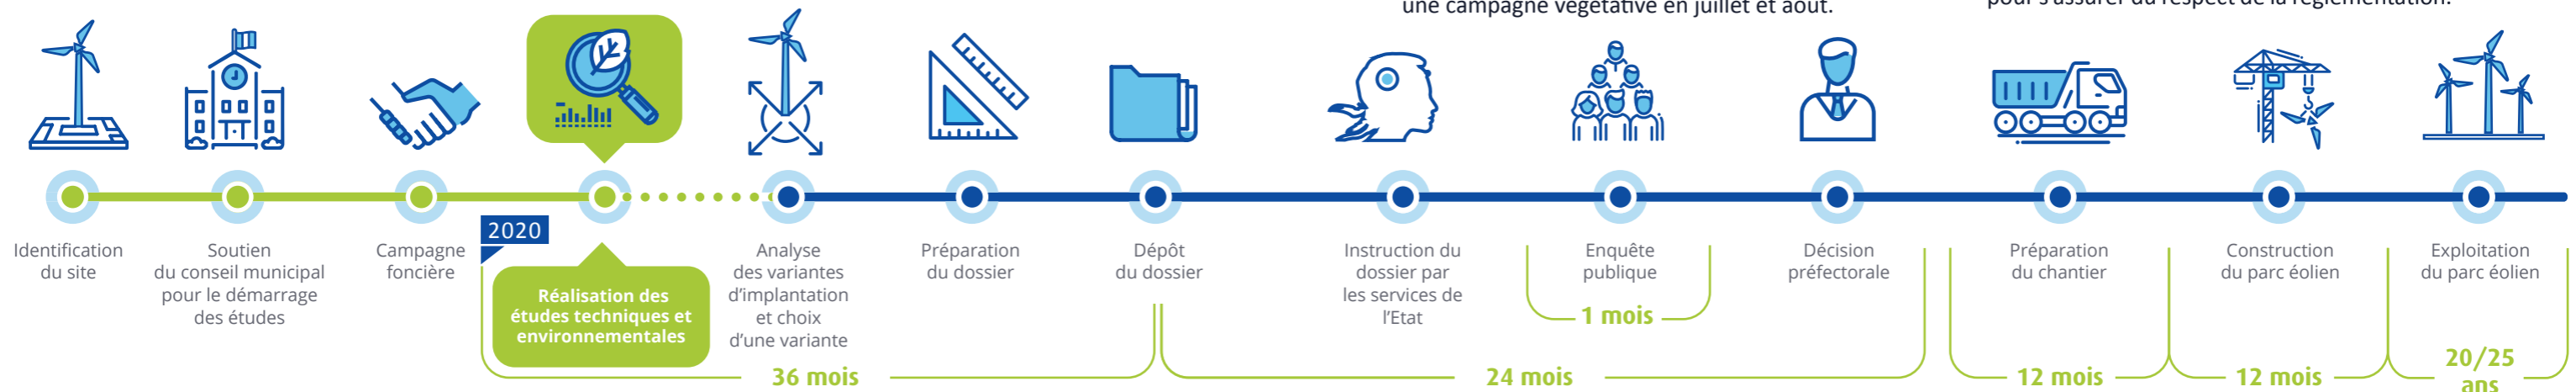 une campagne végétative en juillet et août.
pour s'assurer du respect de la réglementation.
Identification
du site
Soutien
du conseil municipal
pour le démarrage
des études
Campagne
foncière
2020
Réalisation des
études techniques et
environnementales
Analyse
des variantes
d'implantation
et choix
d'une variante
Préparation
du dossier
Dépôt
du dossier
36 mois
Instruction du
dossier par
les services de
l'Etat
Enquête
publique
1 mois
Décision
préfectorale
24 mois
Préparation
du chantier
12 mois
Construction
du parc éolien
12 mois
Exploitation
du parc éolien
20/25
ans